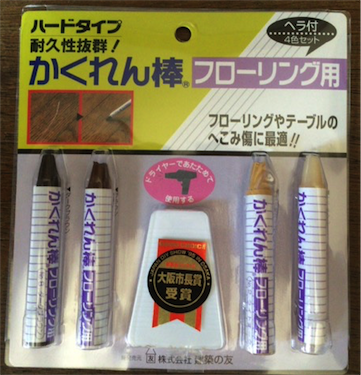 ハードタイプ
耐久性抜群!
かくれん棒®
フローリング用
ヘラ付
4色セット
フローリングやテーブルの
へこみ傷に最適!!
ドライヤーであたためて
使用する
かくれん棒 フローリング用
かくれん棒 フローリング用
大阪市長賞
受賞
かくれん棒 フローリング用
かくれん棒 フローリング用
株式会社 建築の友